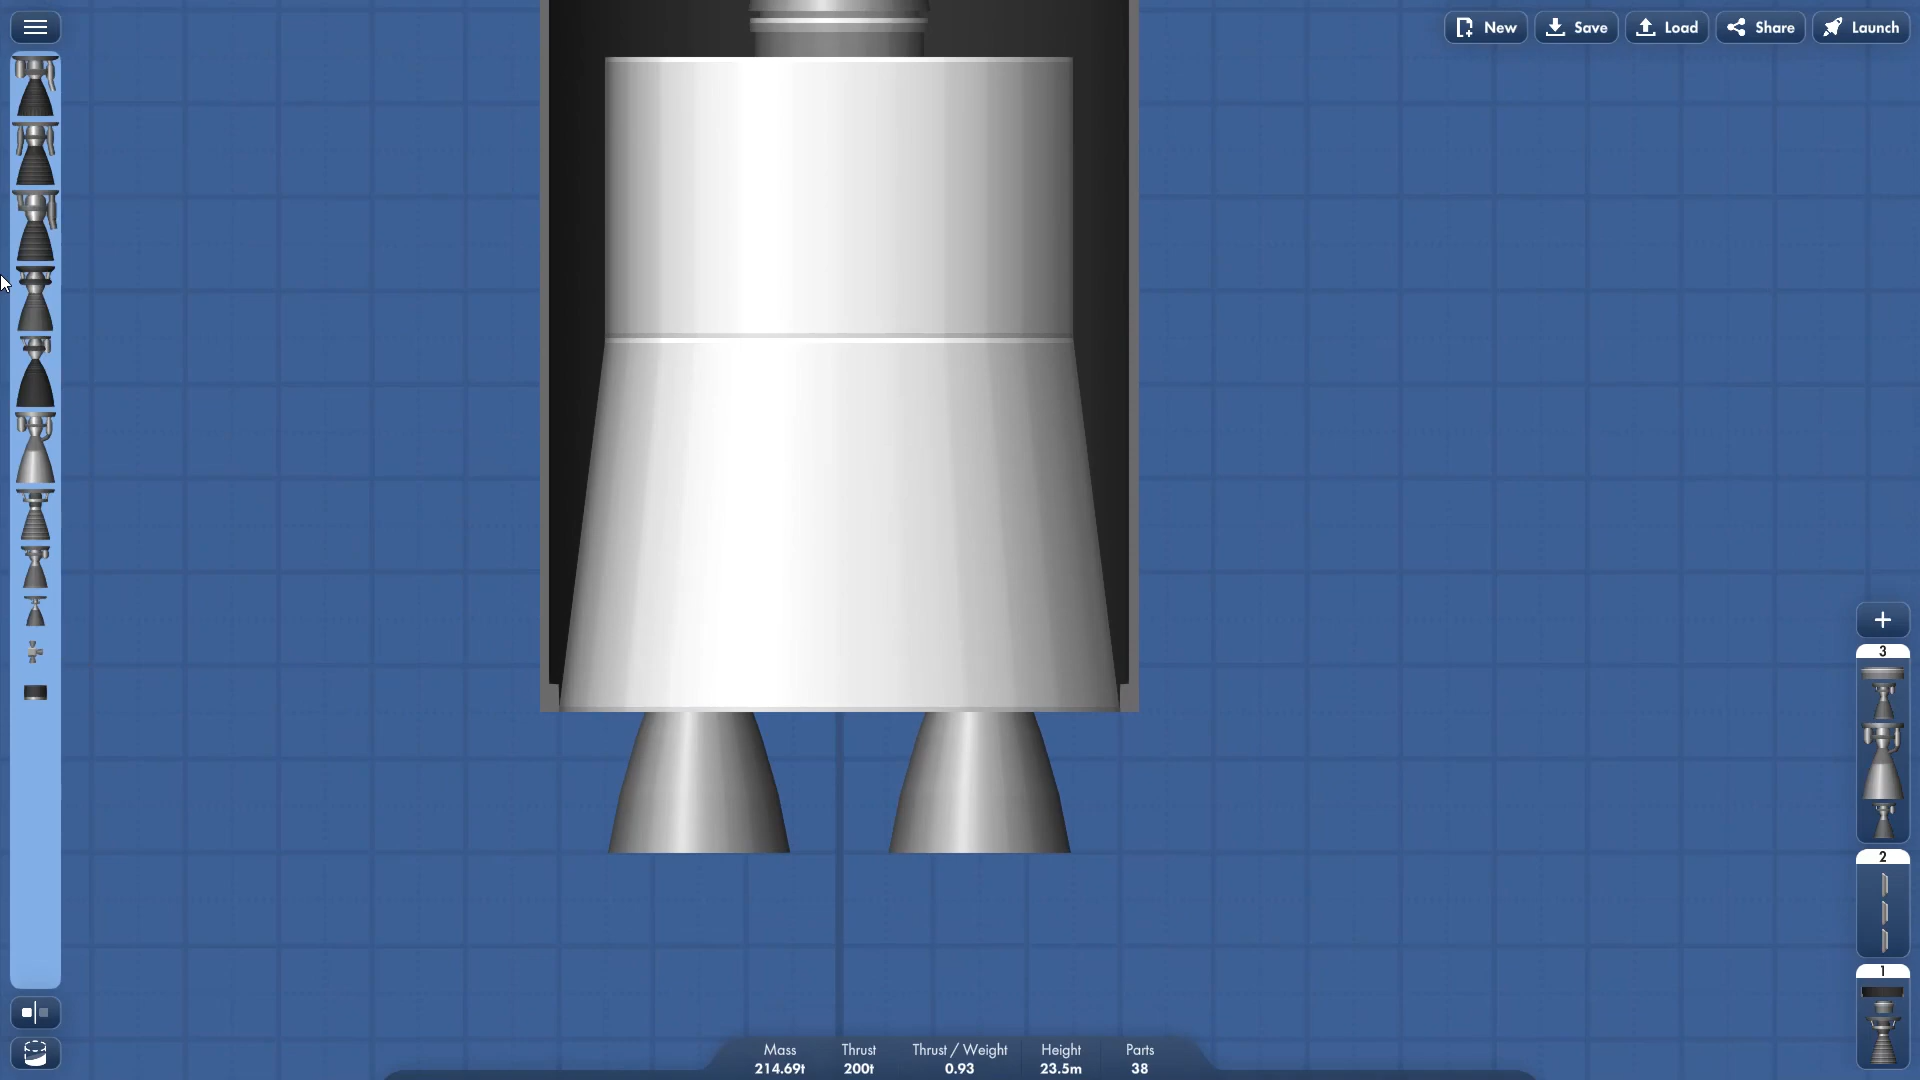 New
Save
Load
Share
Launch
3
2
1
Mass
214.69t
Thrust
200t
Thrust / Weight
0.93
Height
23.5m
Parts
38